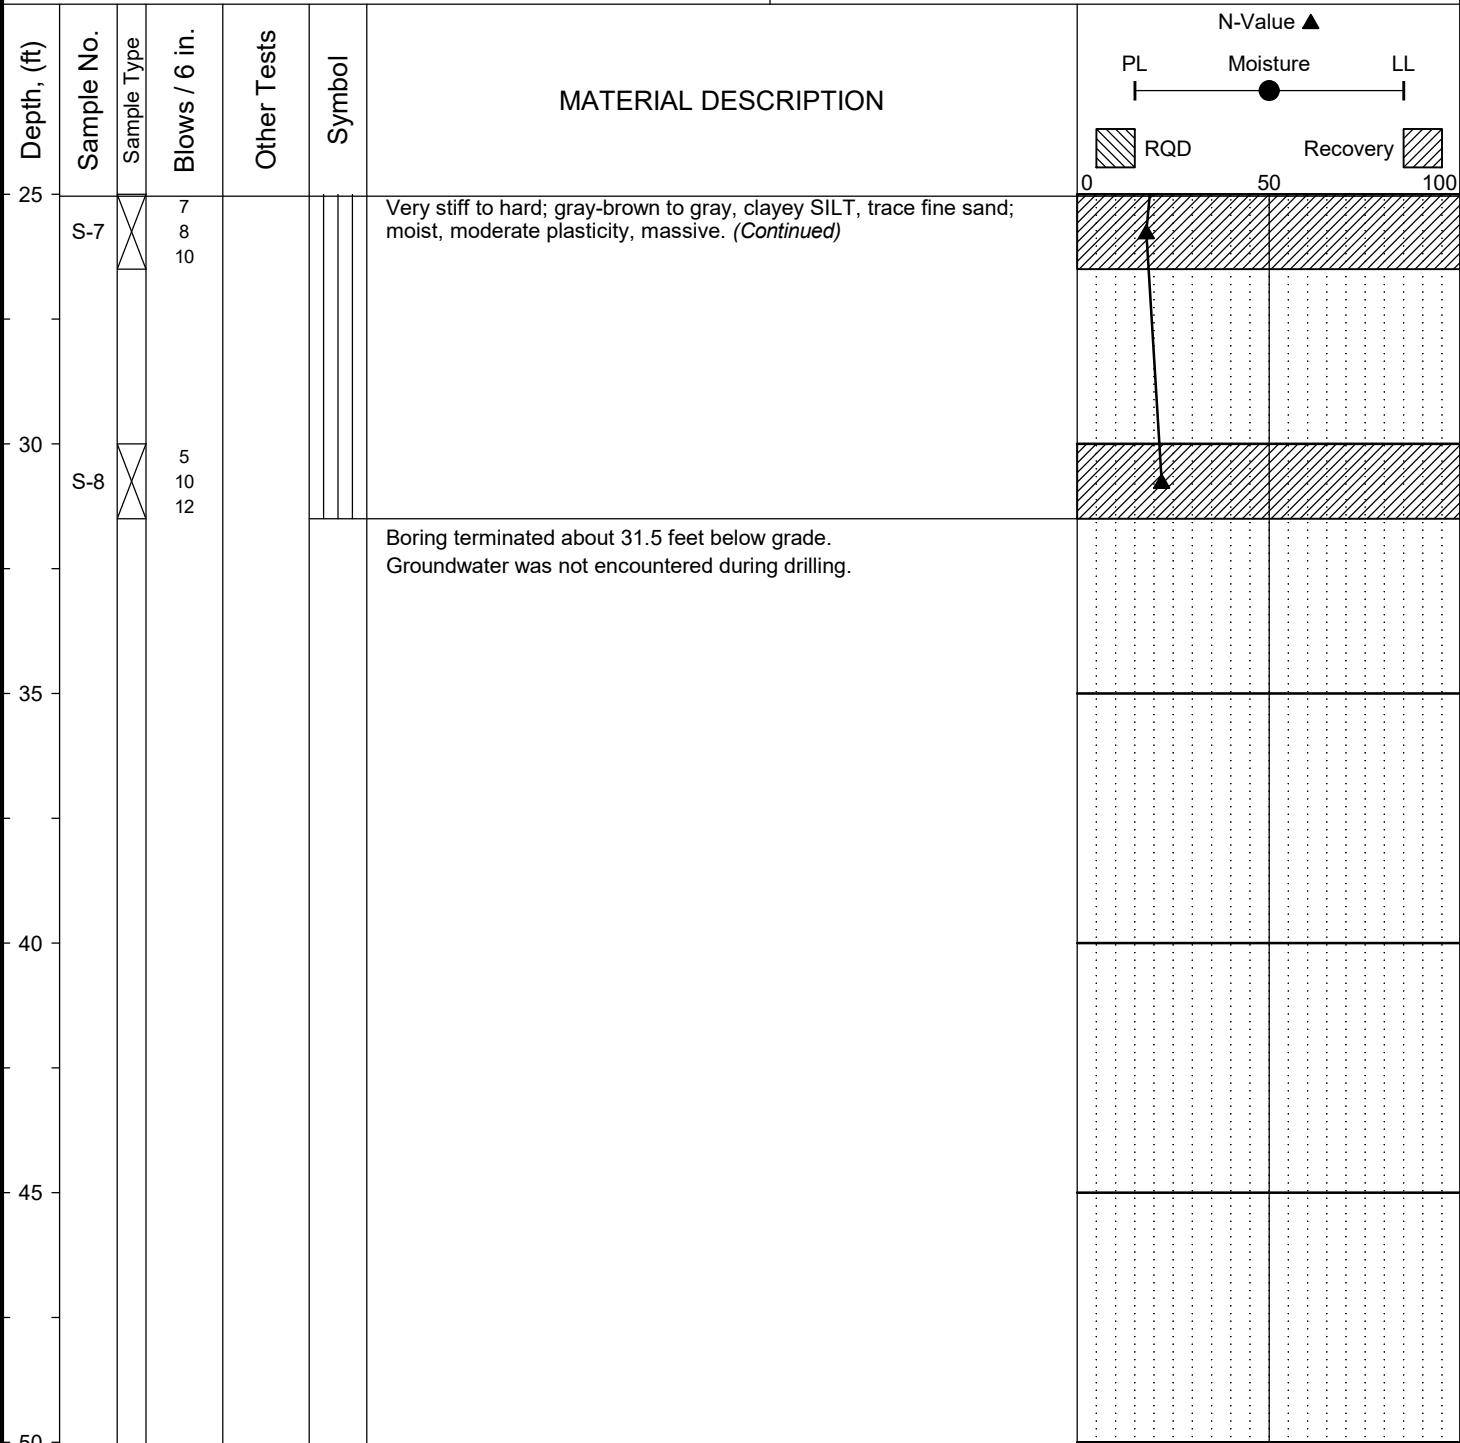 Depth, (ft)
Sample No.
Sample Type
Blows / 6 in.
Other Tests
Symbol
MATERIAL DESCRIPTION
N-Value ▲
PL Moisture LL
RQD Recovery
0 50 100
25
S-7
7
8
10
Very stiff to hard; gray-brown to gray, clayey SILT, trace fine sand;
moist, moderate plasticity, massive. (Continued)
30
S-8
5
10
12
Boring terminated about 31.5 feet below grade.
Groundwater was not encountered during drilling.
35
40
45
50